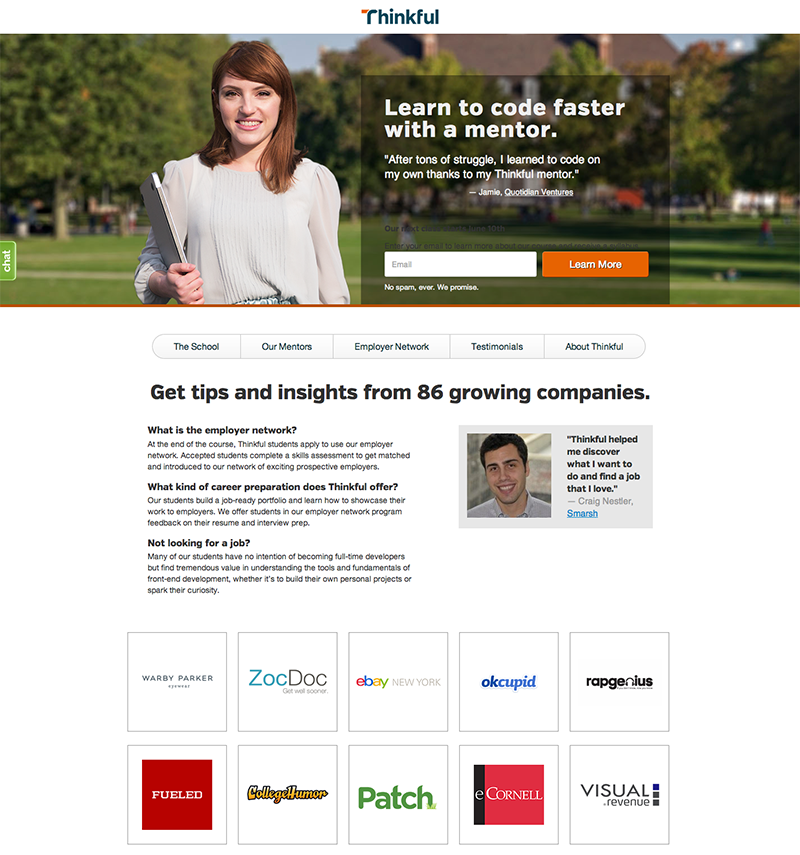 Thinkful
Learn to code faster
with a mentor.
"After tons of struggle, I learned to code on
my own thanks to my Thinkful mentor."
— Jamie, Quotidian Ventures
Enter your email to learn more about our course and
Email
Learn More
No spam, ever. We promise.
chat
The School
Our Mentors
Employer Network
Testimonials
About Thinkful
Get tips and insights from 86 growing companies.
What is the employer network?
At the end of the course, Thinkful students apply to use our employer
network. Accepted students complete a skills assessment to get matched
and introduced to our network of exciting prospective employers.
What kind of career preparation does Thinkful offer?
Our students build a job-ready portfolio and learn how to showcase their
work to employers. We offer students in our employer network program
feedback on their resume and interview prep.
Not looking for a job?
Many of our students have no intention of becoming full-time developers
but find tremendous value in understanding the tools and fundamentals of
front-end development, whether it's to build their own personal projects or
spark their curiosity.
"Thinkful helped
me discover
what I want to
do and find a job
that I love."
— Craig Nestler,
Smarsh
WARBY PARKER
eyewear
ZocDoc
Get well sooner.
ebay NEW YORK
okcupid
rapgenius
FUELED
CollegeHumor
Patch
eCORNELL
VISUAL
revenue